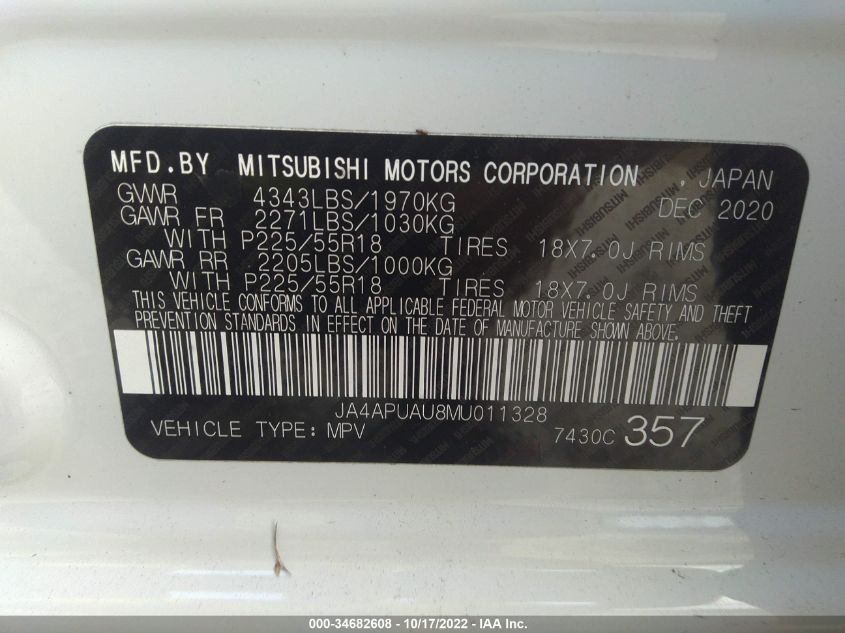 MFD.BY MITSUBISHI MOTORS CORPORATION , JAPAN
GVWR 4343LBS/1970KG DEC 2020
GAWR FR 2271LBS/1030KG
WITH P225/55R18 TIRES 18X7.0J RIMS
GAWR RR 2205LBS/1000KG
WITH P225/55R18 TIRES 18X7.0J RIMS
THIS VEHICLE CONFORMS TO ALL APPLICABLE FEDERAL MOTOR VEHICLE SAFETY AND THEFT
PREVENTION STANDARDS IN EFFECT ON THE DATE OF MANUFACTURE SHOWN ABOVE.
JA4APUAU8MU011328
VEHICLE TYPE: MPV 7430C 357
000-34682608 - 10/17/2022 - IAA Inc.